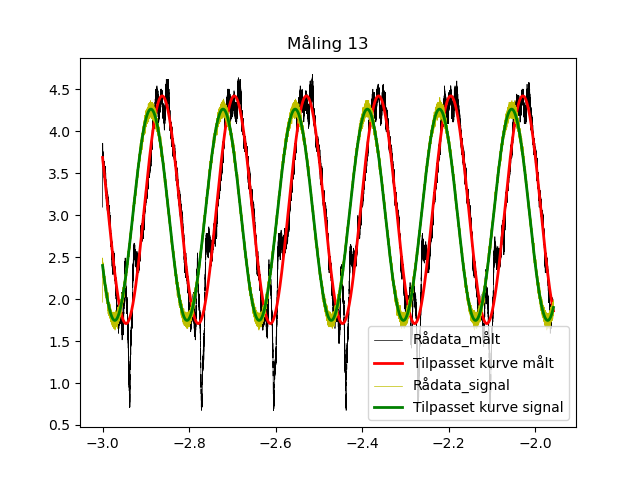 Måling 13
4.5
4.0
3.5
3.0
2.5
2.0
1.5
1.0
0.5
Rådata_målt
Tilpasset kurve målt
Rådata_signal
Tilpasset kurve signal
−3.0 −2.8 −2.6 −2.4 −2.2 −2.0